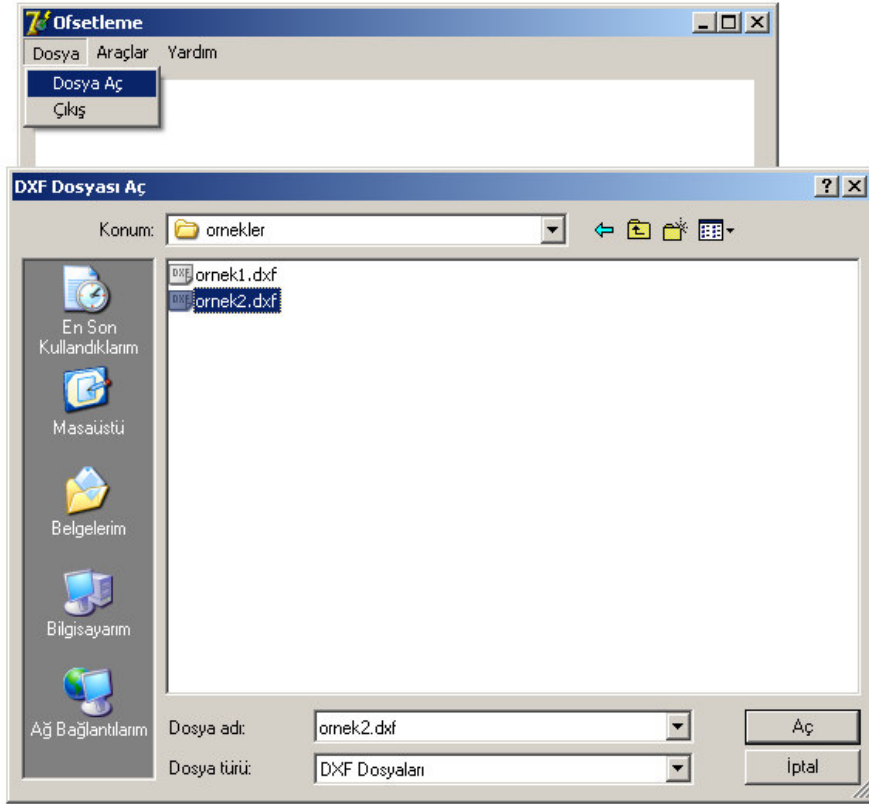 Ofsetleme
Dosya Araçlar Yardım
Dosya Aç
Çıkış
DXF Dosyası Aç
Konum: ornekler
ornek1.dxf
ornek2.dxf
En Son
Kullandıklarım
Masaüstü
Belgelerim
Bilgisayarım
Ağ Bağlantılarım
Dosya adı: ornek2.dxf Aç
Dosya türü: DXF Dosyaları İptal